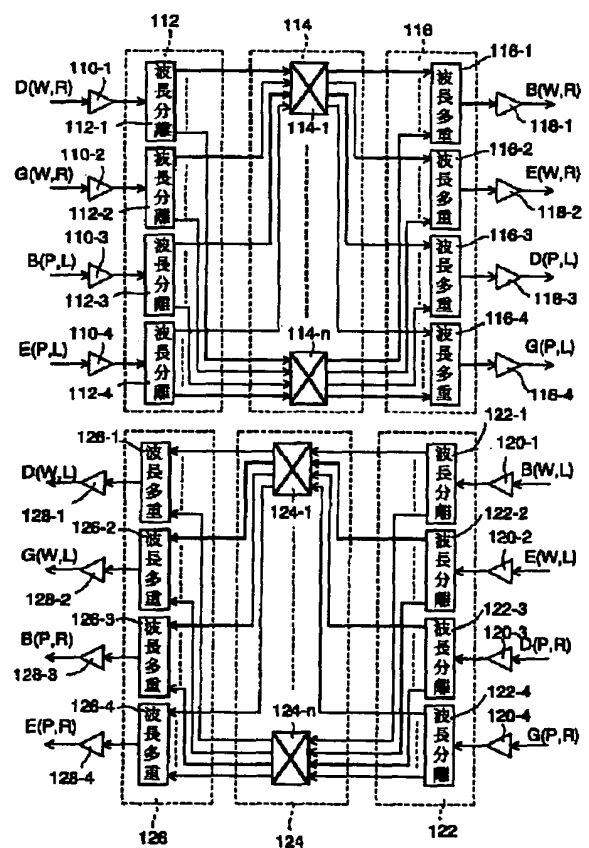 112
114
116
110-1
D(W,R)
波長分離
112-1
110-2
G(W,R)
波長分離
112-2
110-3
B(P,L)
波長分離
112-3
110-4
E(P,L)
波長分離
112-4
114-1
114-n
116-1
波長多重
B(W,R)
118-1
116-2
波長多重
E(W,R)
118-2
116-3
波長多重
D(P,L)
118-3
116-4
波長多重
G(P,L)
118-4
126-1
D(W,L)
波長多重
128-1
126-2
G(W,L)
波長多重
128-2
126-3
B(P,R)
波長多重
128-3
126-4
E(P,R)
波長多重
128-4
124-1
124-n
122-1
120-1
波長分離
B(W,L)
122-2
120-2
波長分離
E(W,L)
122-3
120-3
波長分離
D(P,R)
122-4
120-4
波長分離
G(P,R)
126
124
122